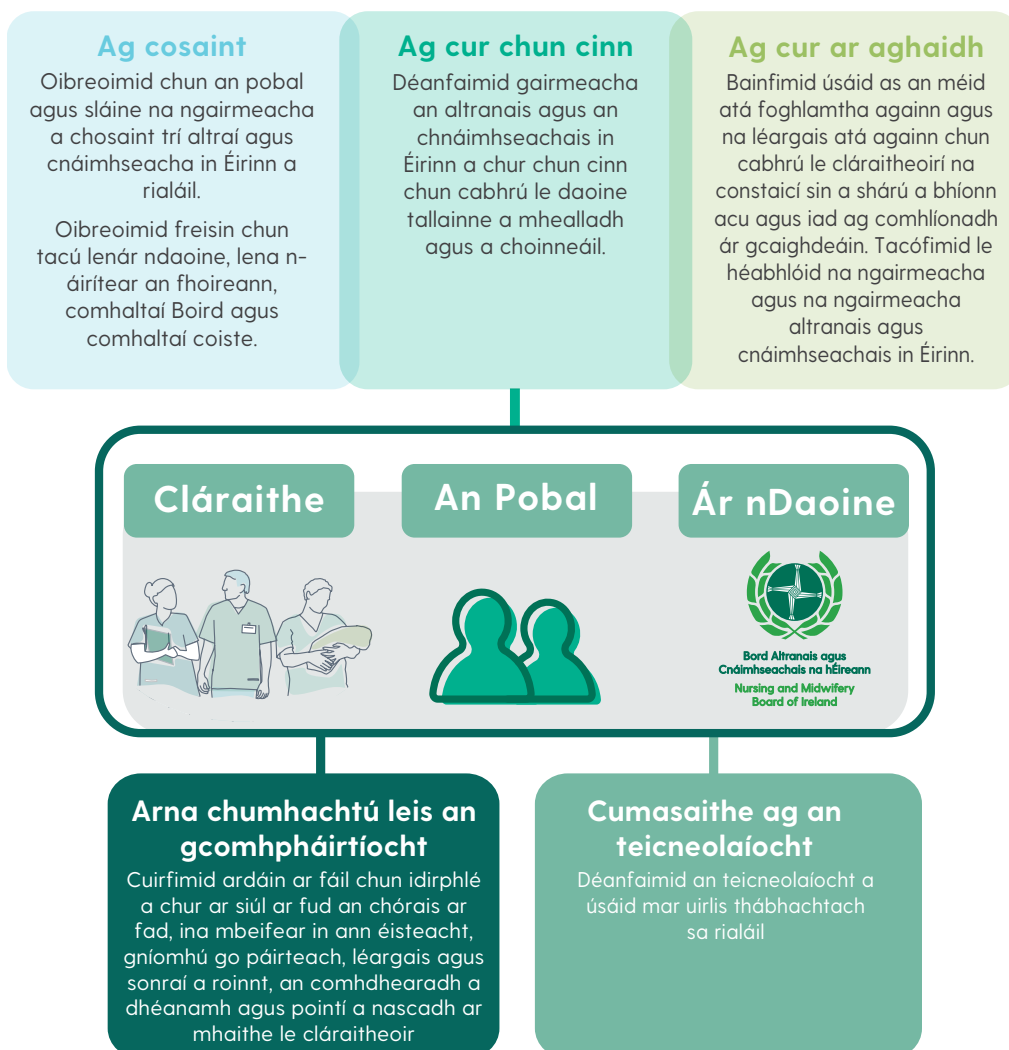 Ag cosaint
Oibreoimid chun an pobal
agus sláine na ngairmeacha
a chosaint trí altraí agus
cnáimhseacha in Éirinn a
rialáil.
Oibreoimid freisin chun
tacú lenár ndaoine, lena n-
áirítear an fhoireann,
comhaltaí Boird agus
comhaltaí coiste.
Ag cur chun cinn
Déanfaimid gairmeacha
an altranais agus an
chnáimhseachais in
Éirinn a chur chun cinn
chun cabhrú le daoine
tallainne a mhealladh
agus a choinneáil.
Ag cur ar aghaidh
Bainfimid úsáid as an méid
atá foghlamtha againn agus
na léargais atá againn chun
cabhrú le cláraitheoirí na
constaicí sin a shárú a bhíonn
acu agus iad ag comhlíonadh
ár gcaighdeáin. Tacófimid le
héabhlóid na ngairmeacha
agus na ngairmeacha
altranais agus
cnáimhseachais in Éirinn.
Cláraithe
An Pobal
Ár nDaoine
Bord Altranais agus
Cnáimhseachais na hÉireann
Nursing and Midwifery
Board of Ireland
Arna chumhachtú leis an
gcomhpháirtíocht
Cuirfimid ardáin ar fáil chun idirphlé
a chur ar siúl ar fud an chórais ar
fad, ina mbeifear in ann éisteacht,
gníomhú go páirteach, léargais agus
sonraí a roinnt, an comhdhearadh a
dhéanamh agus pointí a nascadh ar
mhaithe le cláraitheoir
Cumasaithe ag an
teicneolaíocht
Déanfaimid an teicneolaíocht a
úsáid mar uirlis thábhachtach
sa rialáil